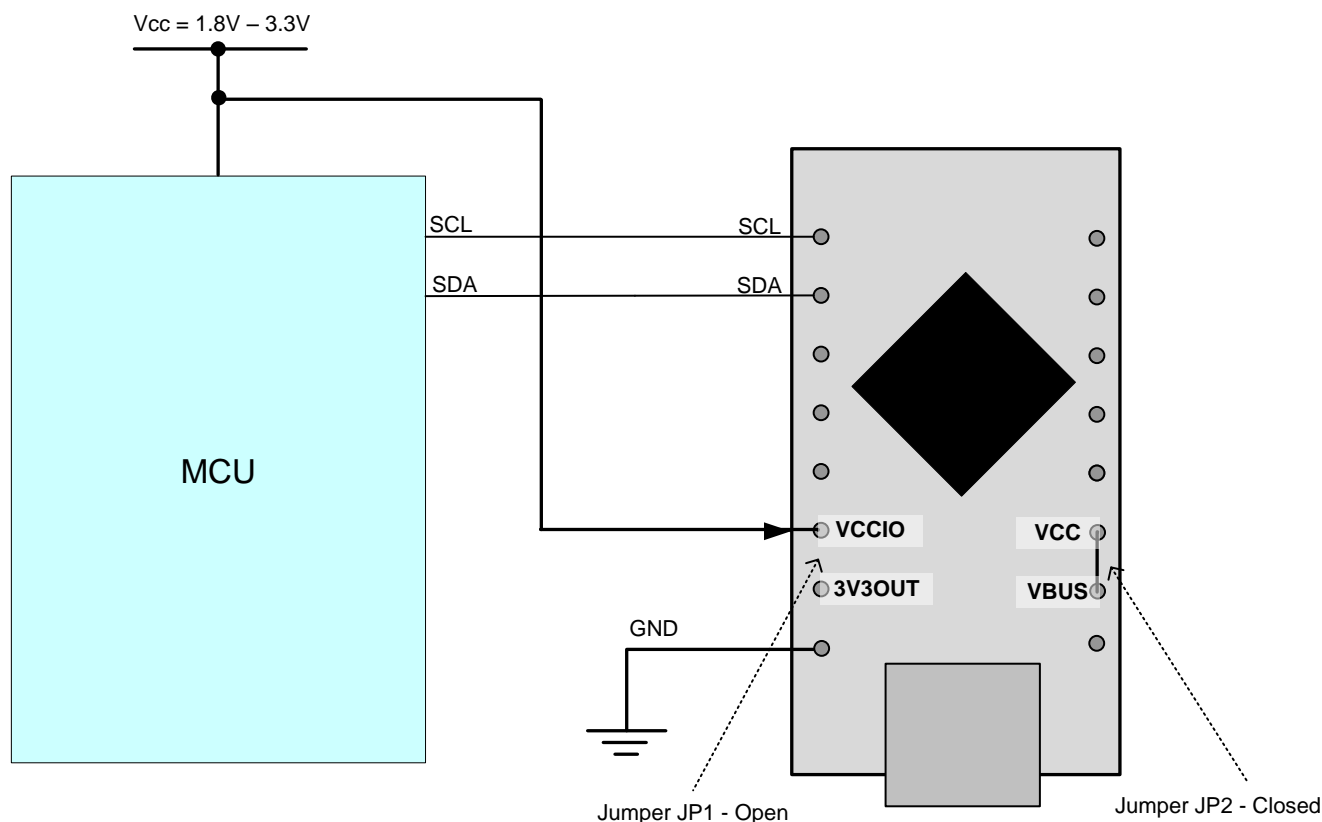 Vcc = 1.8V – 3.3V
SCL
SCL
SDA
SDA
MCU
VCCIO
VCC
3V3OUT
VBUS
GND
Jumper JP1 - Open
Jumper JP2 - Closed